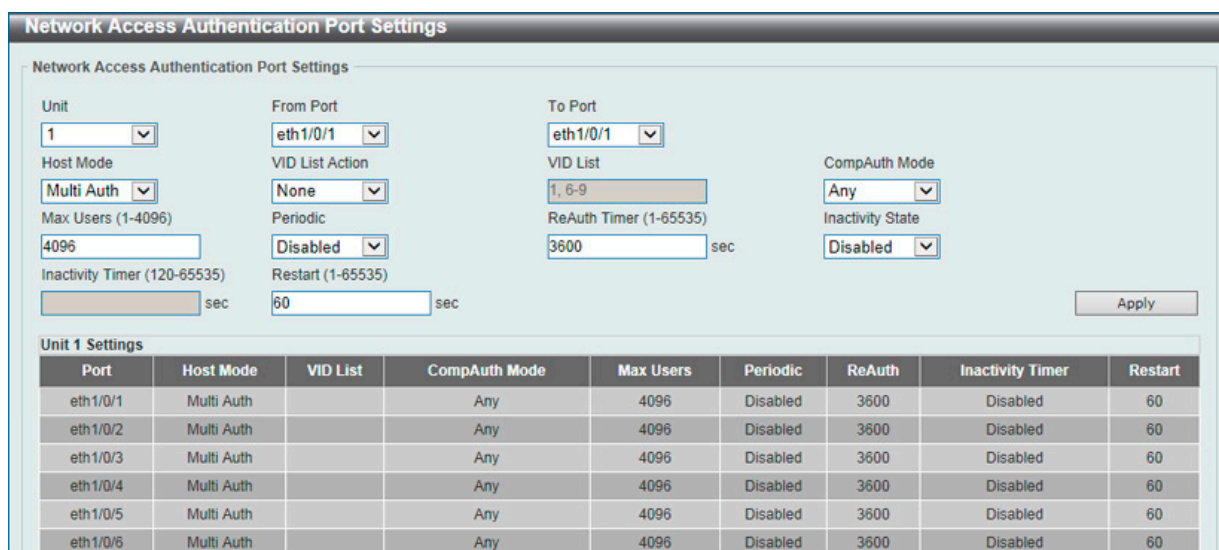 Network Access Authentication Port Settings
Network Access Authentication Port Settings
Unit From Port To Port
1 eth1/0/1 eth1/0/1
Host Mode VID List Action VID List CompAuth Mode
Multi Auth None 1, 6-9 Any
Max Users (1-4096) Periodic ReAuth Timer (1-65535) Inactivity State
4096 Disabled 3600 sec Disabled
Inactivity Timer (120-65535) Restart (1-65535)
sec 60 sec Apply
Unit 1 Settings
Port Host Mode VID List CompAuth Mode Max Users Periodic ReAuth Inactivity Timer Restart
eth1/0/1 Multi Auth Any 4096 Disabled 3600 Disabled 60
eth1/0/2 Multi Auth Any 4096 Disabled 3600 Disabled 60
eth1/0/3 Multi Auth Any 4096 Disabled 3600 Disabled 60
eth1/0/4 Multi Auth Any 4096 Disabled 3600 Disabled 60
eth1/0/5 Multi Auth Any 4096 Disabled 3600 Disabled 60
eth1/0/6 Multi Auth Any 4096 Disabled 3600 Disabled 60